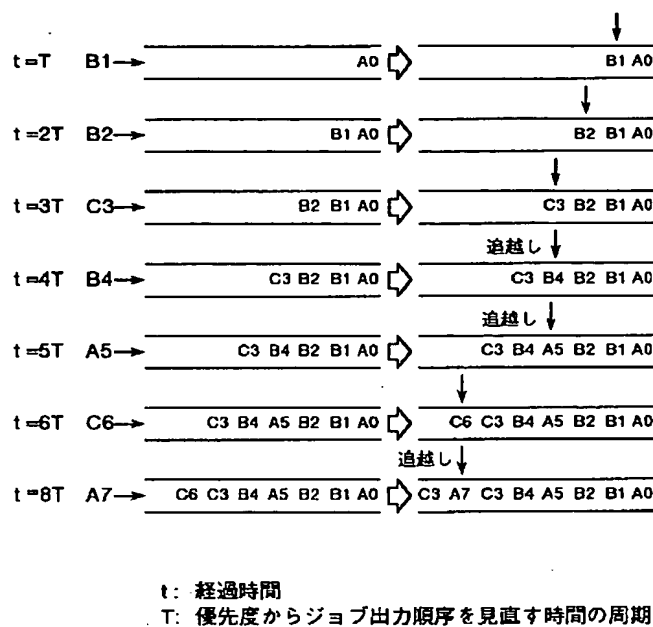 t=T B1 A0 B1 A0
t=2T B2 B1 A0 B2 B1 A0
t=3T C3 B2 B1 A0 C3 B2 B1 A0
追越し
t=4T B4 C3 B2 B1 A0 C3 B4 B2 B1 A0
追越し
t=5T A5 C3 B4 B2 B1 A0 C3 B4 A5 B2 B1 A0
t=6T C6 C3 B4 A5 B2 B1 A0 C6 C3 B4 A5 B2 B1 A0
追越し
t=8T A7 C6 C3 B4 A5 B2 B1 A0 C3 A7 C3 B4 A5 B2 B1 A0
t: 経過時間
T: 優先度からジョブ出力順序を見直す時間の周期